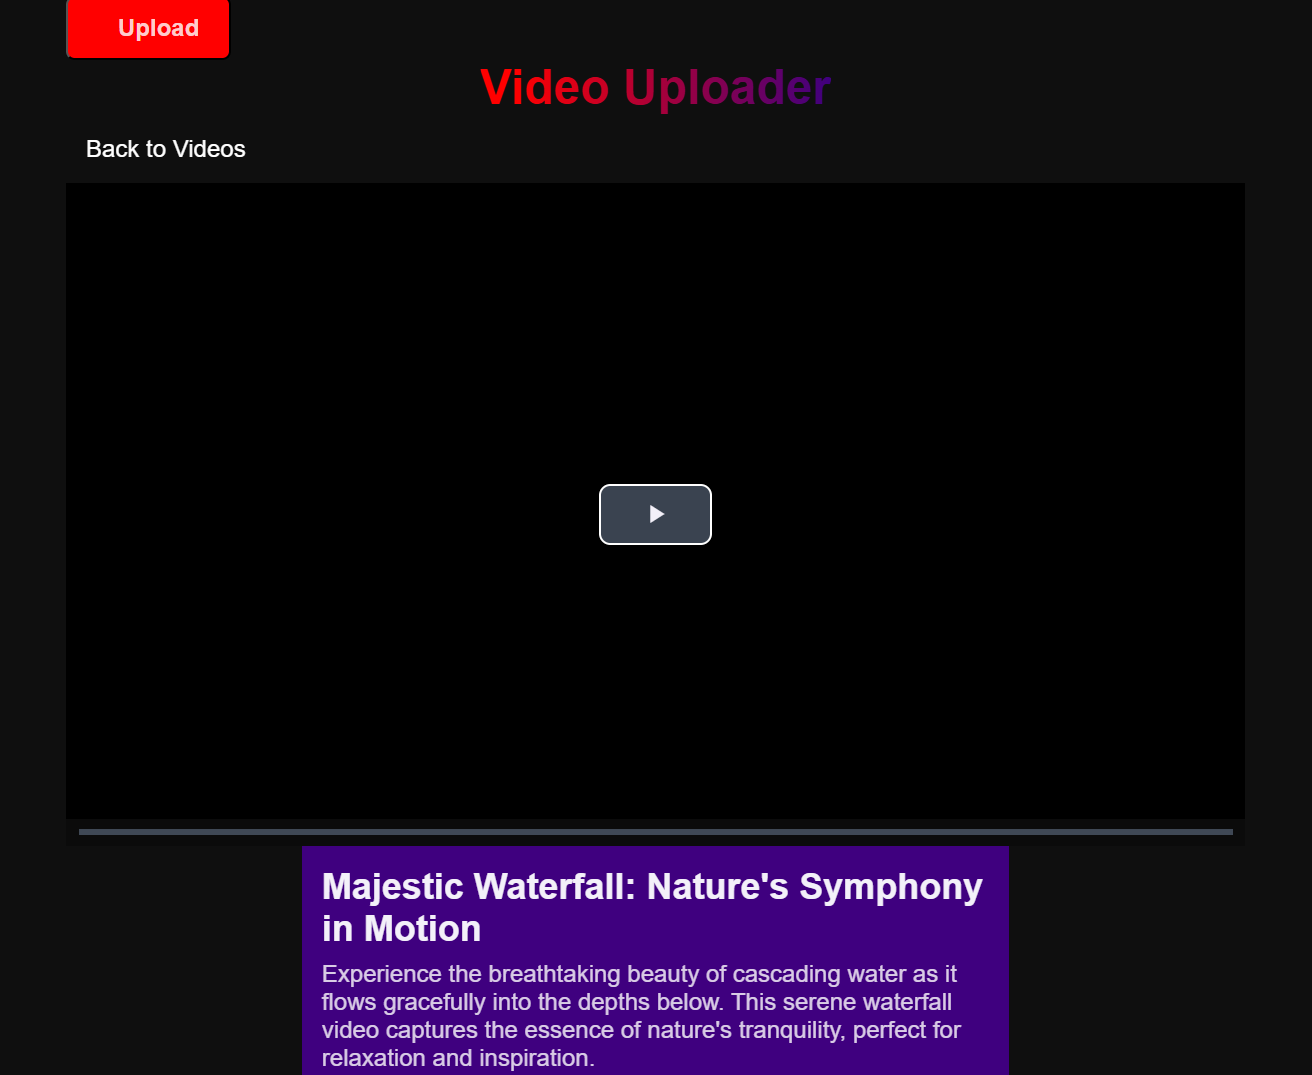 Upload
Video Uploader
Back to Videos
Majestic Waterfall: Nature's Symphony
in Motion
Experience the breathtaking beauty of cascading water as it
flows gracefully into the depths below. This serene waterfall
video captures the essence of nature's tranquility, perfect for
relaxation and inspiration.